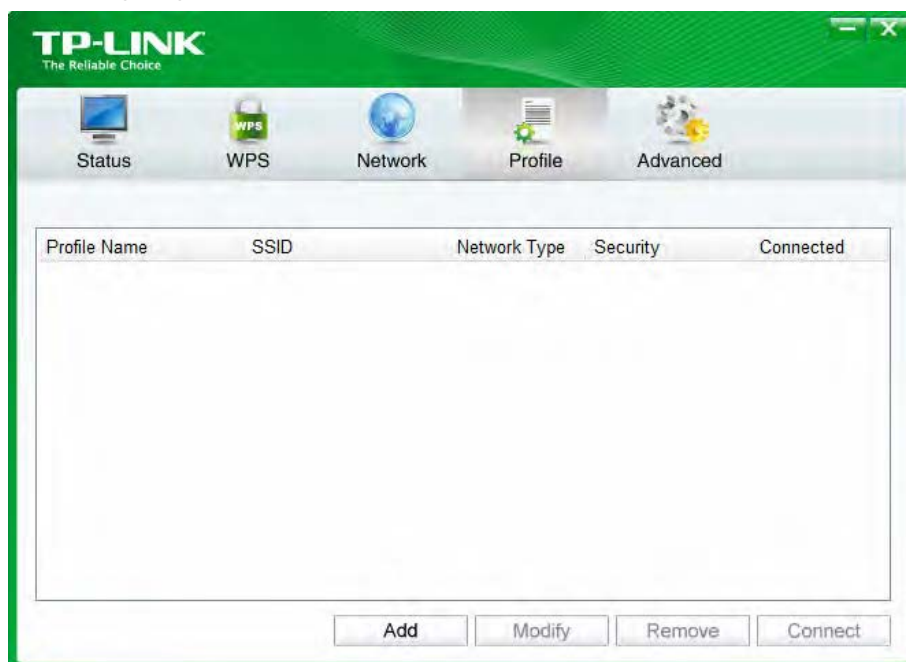 TP-LINK
The Reliable Choice
WPS
Status WPS Network Profile Advanced
Profile Name SSID Network Type Security Connected
Add Modify Remove Connect